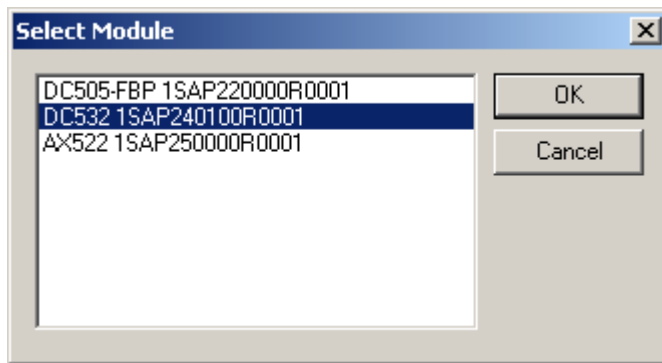 Select Module
DC505-FBP 1SAP220000R0001
DC532 1SAP240100R0001
AX522 1SAP250000R0001
OK
Cancel